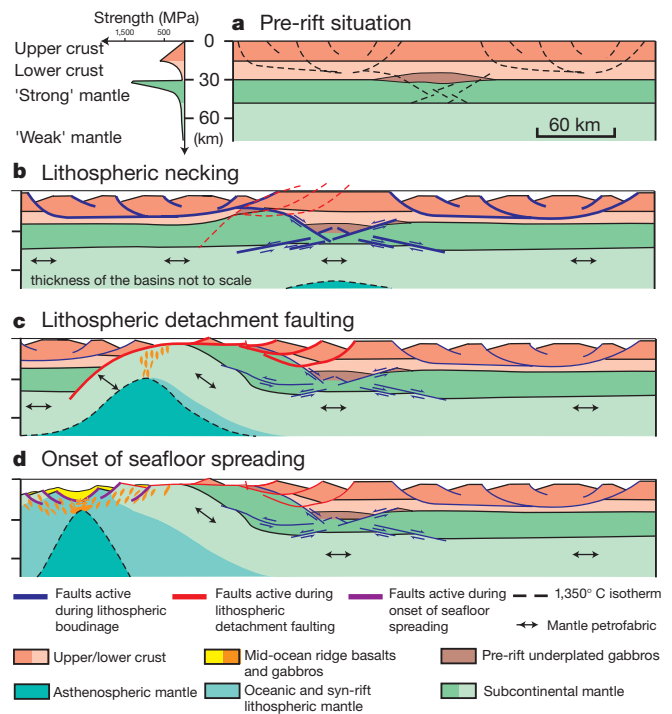 Strength (MPa)
1,500 500
Upper crust
Lower crust
'Strong' mantle
'Weak' mantle
0
30
60
(km)
a Pre-rift situation
60 km
b Lithospheric necking
thickness of the basins not to scale
c Lithospheric detachment faulting
d Onset of seafloor spreading
Faults active
during lithospheric
boudinage
Faults active during
lithospheric
detachment faulting
Faults active during
onset of seafloor
spreading
1,350° C isotherm
Mantle petrofabric
Upper/lower crust
Mid-ocean ridge basalts
and gabbros
Pre-rift underplated gabbros
Asthenospheric mantle
Oceanic and syn-rift
lithospheric mantle
Subcontinental mantle